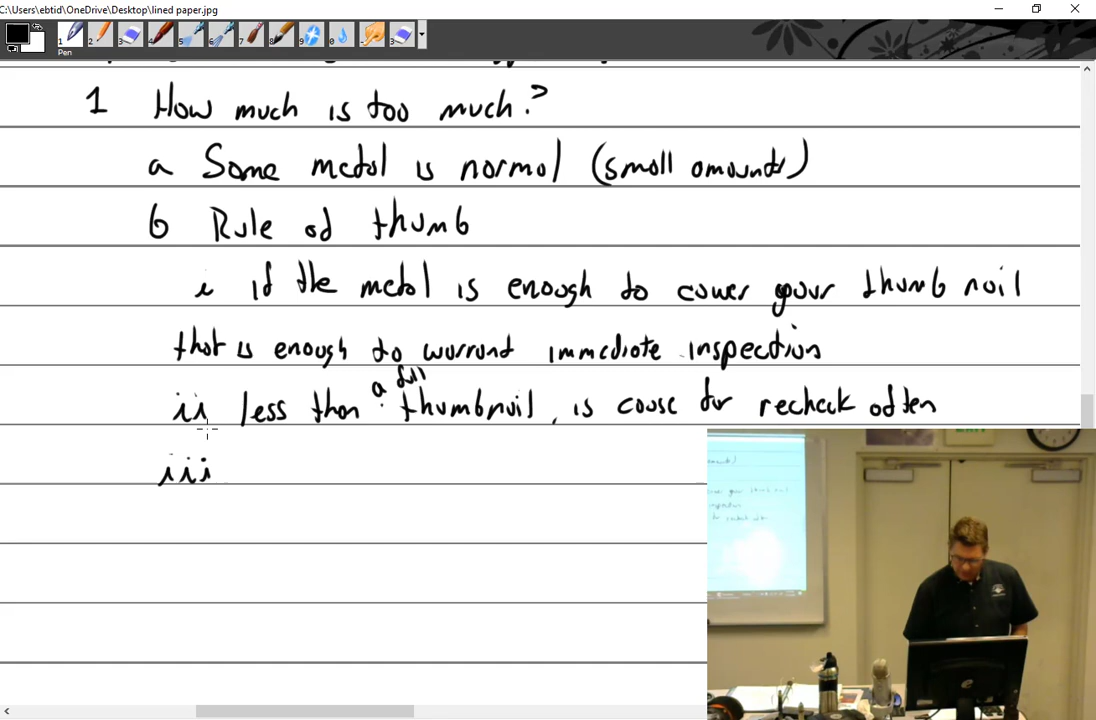 C:\Users\ebtid\OneDrive\Desktop\lined paper.jpg
Pen
1 How much is too much?
a Some metal is normal (small amounts)
b Rule of thumb
i if the metal is enough to cover your thumb nail
that is enough to warrant immediate inspection
ii less than a full thumbnail, is cause for recheck often
iii
EXIT